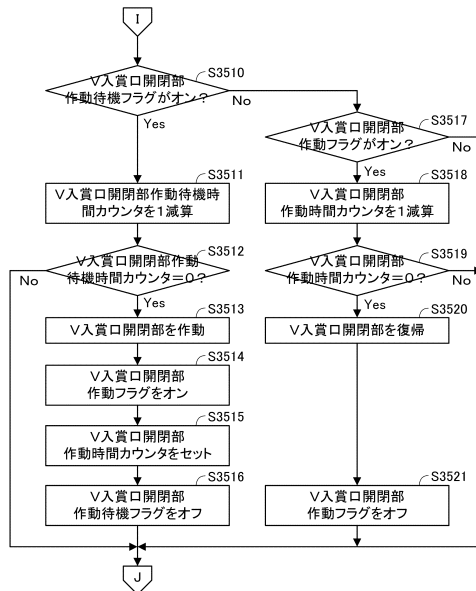 I
S3510
V入賞口開閉部
作動待機フラグがオン?
No
Yes
S3517
V入賞口開閉部
作動フラグがオン?
No
Yes
S3511
V入賞口開閉部作動待機時
間カウンタを1減算
S3518
V入賞口開閉部
作動時間カウンタを1減算
S3512
V入賞口開閉部作動
待機時間カウンタ=0?
No
Yes
S3519
V入賞口開閉部
作動時間カウンタ=0?
No
Yes
S3513
V入賞口開閉部を作動
S3520
V入賞口開閉部を復帰
S3514
V入賞口開閉部
作動フラグをオン
S3515
V入賞口開閉部
作動時間カウンタをセット
S3516
V入賞口開閉部
作動待機フラグをオフ
S3521
V入賞口開閉部
作動フラグをオフ
J